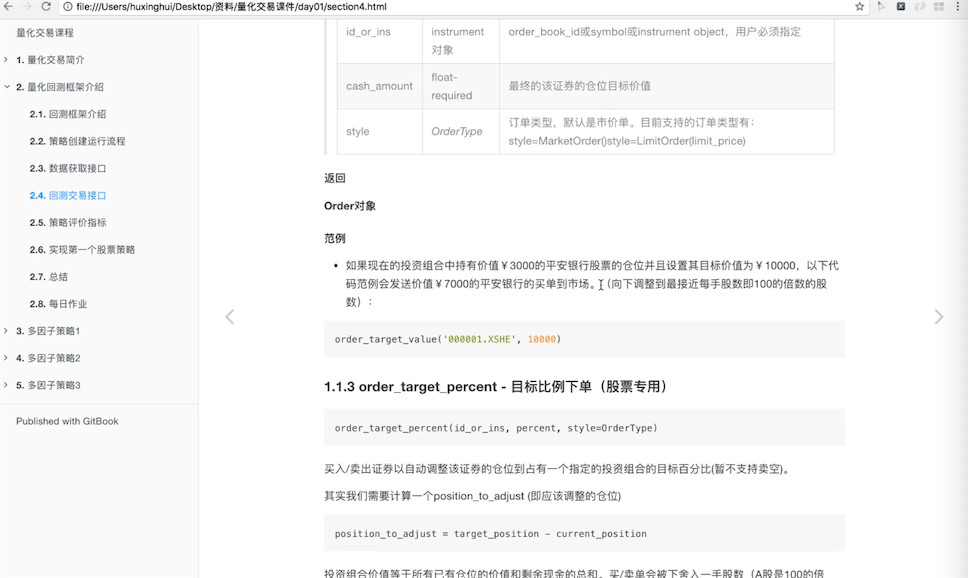 file:///Users/huxinghui/Desktop/资料/量化交易课件/day01/section4.html
量化交易课程
1. 量化交易简介
2. 量化回测框架介绍
2.1. 回测框架介绍
2.2. 策略创建运行流程
2.3. 数据获取接口
2.4. 回测交易接口
2.5. 策略评价指标
2.6. 实现第一个股票策略
2.7. 总结
2.8. 每日作业
3. 多因子策略1
4. 多因子策略2
5. 多因子策略3
Published with GitBook
id_or_ins instrument order_book_id或symbol或instrument object，用户必须指定
对象
cash_amount float- 最终的该证券的仓位目标价值
required
style OrderType 订单类型，默认是市价单。目前支持的订单类型有：
style=MarketOrder()style=LimitOrder(limit_price)
返回
Order对象
范例
• 如果现在的投资组合中持有价值￥3000的平安银行股票的仓位并且设置其目标价值为￥10000，以下代
码范例会发送价值￥7000的平安银行的买单到市场。（向下调整到最接近每手股数即100的倍数的股
数）：
order_target_value('000001.XSHE', 10000)
1.1.3 order_target_percent - 目标比例下单（股票专用）
order_target_percent(id_or_ins, percent, style=OrderType)
买入/卖出证券以自动调整该证券的仓位到占有一个指定的投资组合的目标百分比(暂不支持卖空)。
其实我们需要计算一个position_to_adjust (即应该调整的仓位)
position_to_adjust = target_position - current_position
投资组合价值等于所有已有仓位的价值和剩余现金的总和。买/卖单会被下舍入一手股数（A股是100的倍